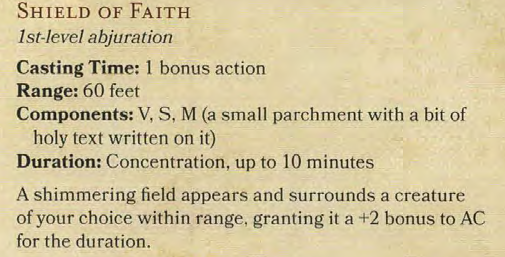 SHIELD OF FAITH
1st-level abjuration
Casting Time: 1 bonus action
Range: 60 feet
Components: V, S, M (a small parchment with a bit of
holy text written on it)
Duration: Concentration, up to 10 minutes
A shimmering field appears and surrounds a creature
of your choice within range, granting it a +2 bonus to AC
for the duration.